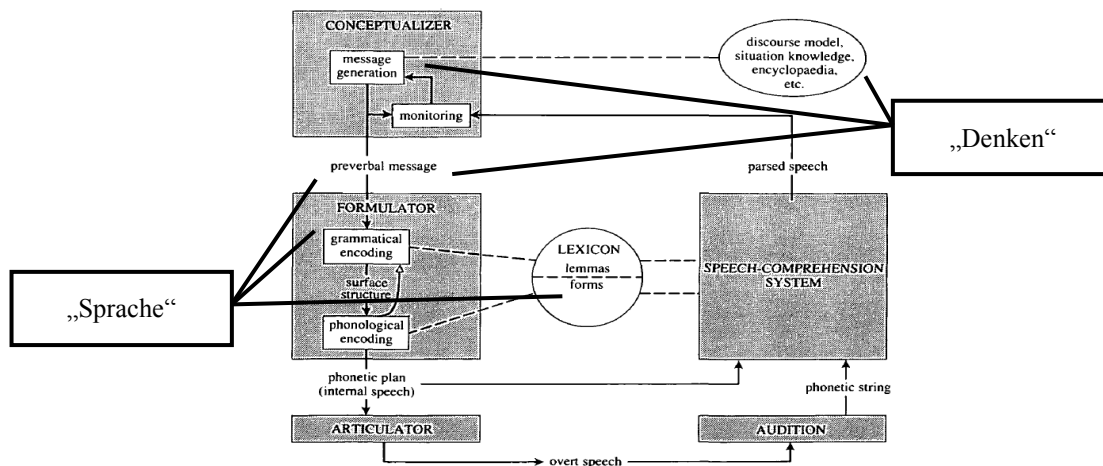 CONCEPTUALIZER
message
generation
monitoring
discourse model,
situation knowledge,
encyclopaedia,
etc.
„Denken“
preverbal message
parsed speech
FORMULATOR
grammatical
encoding
surface
structure
phonological
encoding
LEXICON
lemmas
forms
SPEECH-COMPREHENSION
SYSTEM
„Sprache“
phonetic plan
(internal speech)
phonetic string
ARTICULATOR
AUDITION
overt speech